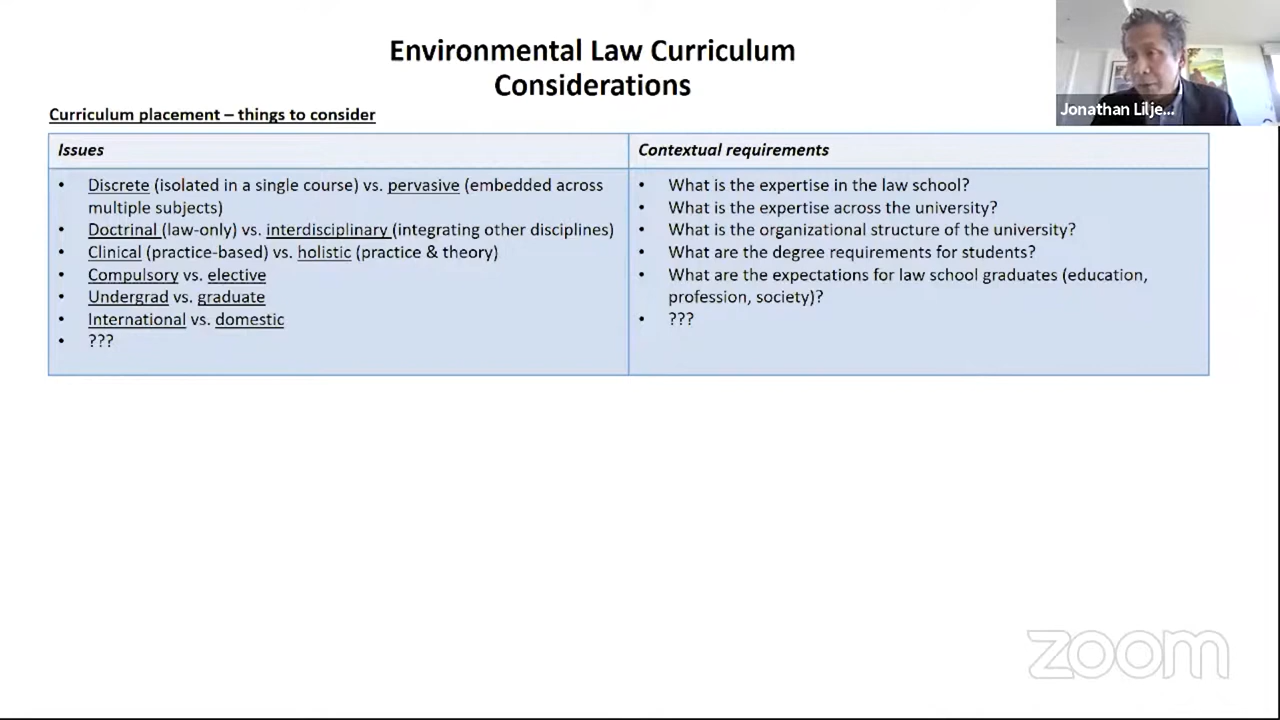 Environmental Law Curriculum
Considerations
Jonathan Lilje...
Curriculum placement – things to consider
Issues
• Discrete (isolated in a single course) vs. pervasive (embedded across
multiple subjects)
• Doctrinal (law-only) vs. interdisciplinary (integrating other disciplines)
• Clinical (practice-based) vs. holistic (practice & theory)
• Compulsory vs. elective
• Undergrad vs. graduate
• International vs. domestic
• ???
Contextual requirements
• What is the expertise in the law school?
• What is the expertise across the university?
• What is the organizational structure of the university?
• What are the degree requirements for students?
• What are the expectations for law school graduates (education,
profession, society)?
• ???
zoom